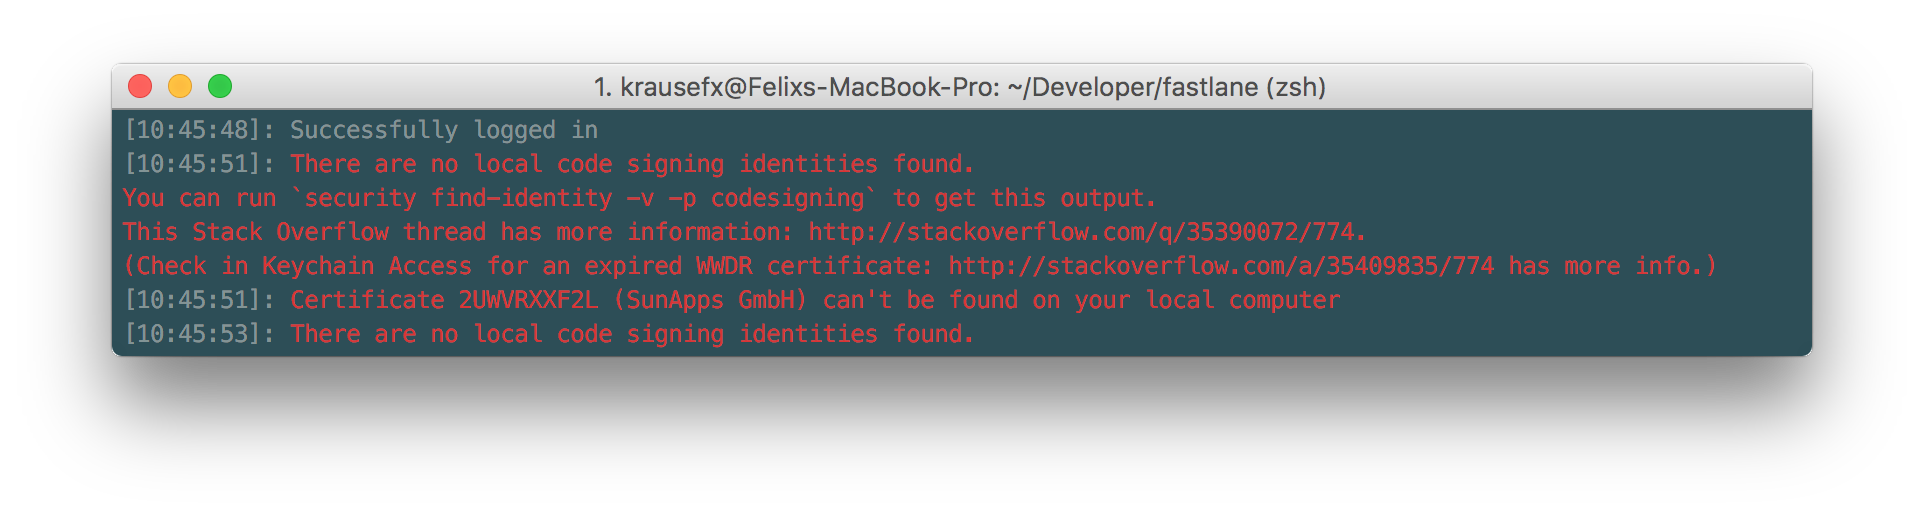 1. krausefx@Felixs-MacBook-Pro: ~/Developer/fastlane (zsh)
[10:45:48]: Successfully logged in
[10:45:51]: There are no local code signing identities found.
You can run `security find-identity -v -p codesigning` to get this output.
This Stack Overflow thread has more information: http://stackoverflow.com/q/35390072/774.
(Check in Keychain Access for an expired WWDR certificate: http://stackoverflow.com/a/35409835/774 has more info.)
[10:45:51]: Certificate 2UWVRXXF2L (SunApps GmbH) can't be found on your local computer
[10:45:53]: There are no local code signing identities found.